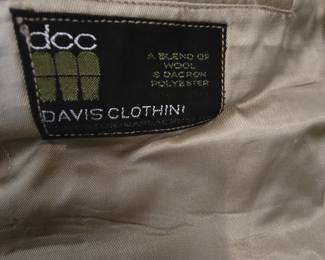 dcc
A BLEND OF
WOOL
& DACRON
POLYESTER
DAVIS CLOTHIN